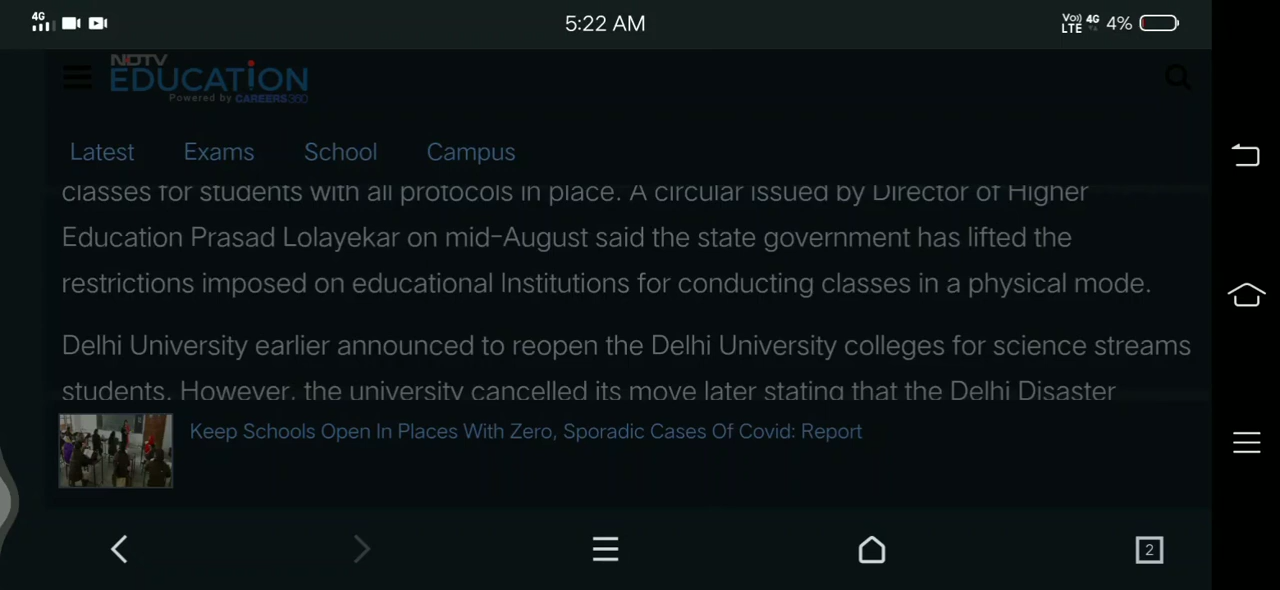 4G 5:22 AM Vo) LTE 4G 4%
NDTV
EDUCATION
Powered by CAREERS360
Latest Exams School Campus
classes for students with all protocols in place. A circular issued by Director of Higher
Education Prasad Lolayekar on mid-August said the state government has lifted the
restrictions imposed on educational Institutions for conducting classes in a physical mode.
Delhi University earlier announced to reopen the Delhi University colleges for science streams
students. However, the university cancelled its move later stating that the Delhi Disaster
Keep Schools Open In Places With Zero, Sporadic Cases Of Covid: Report
2